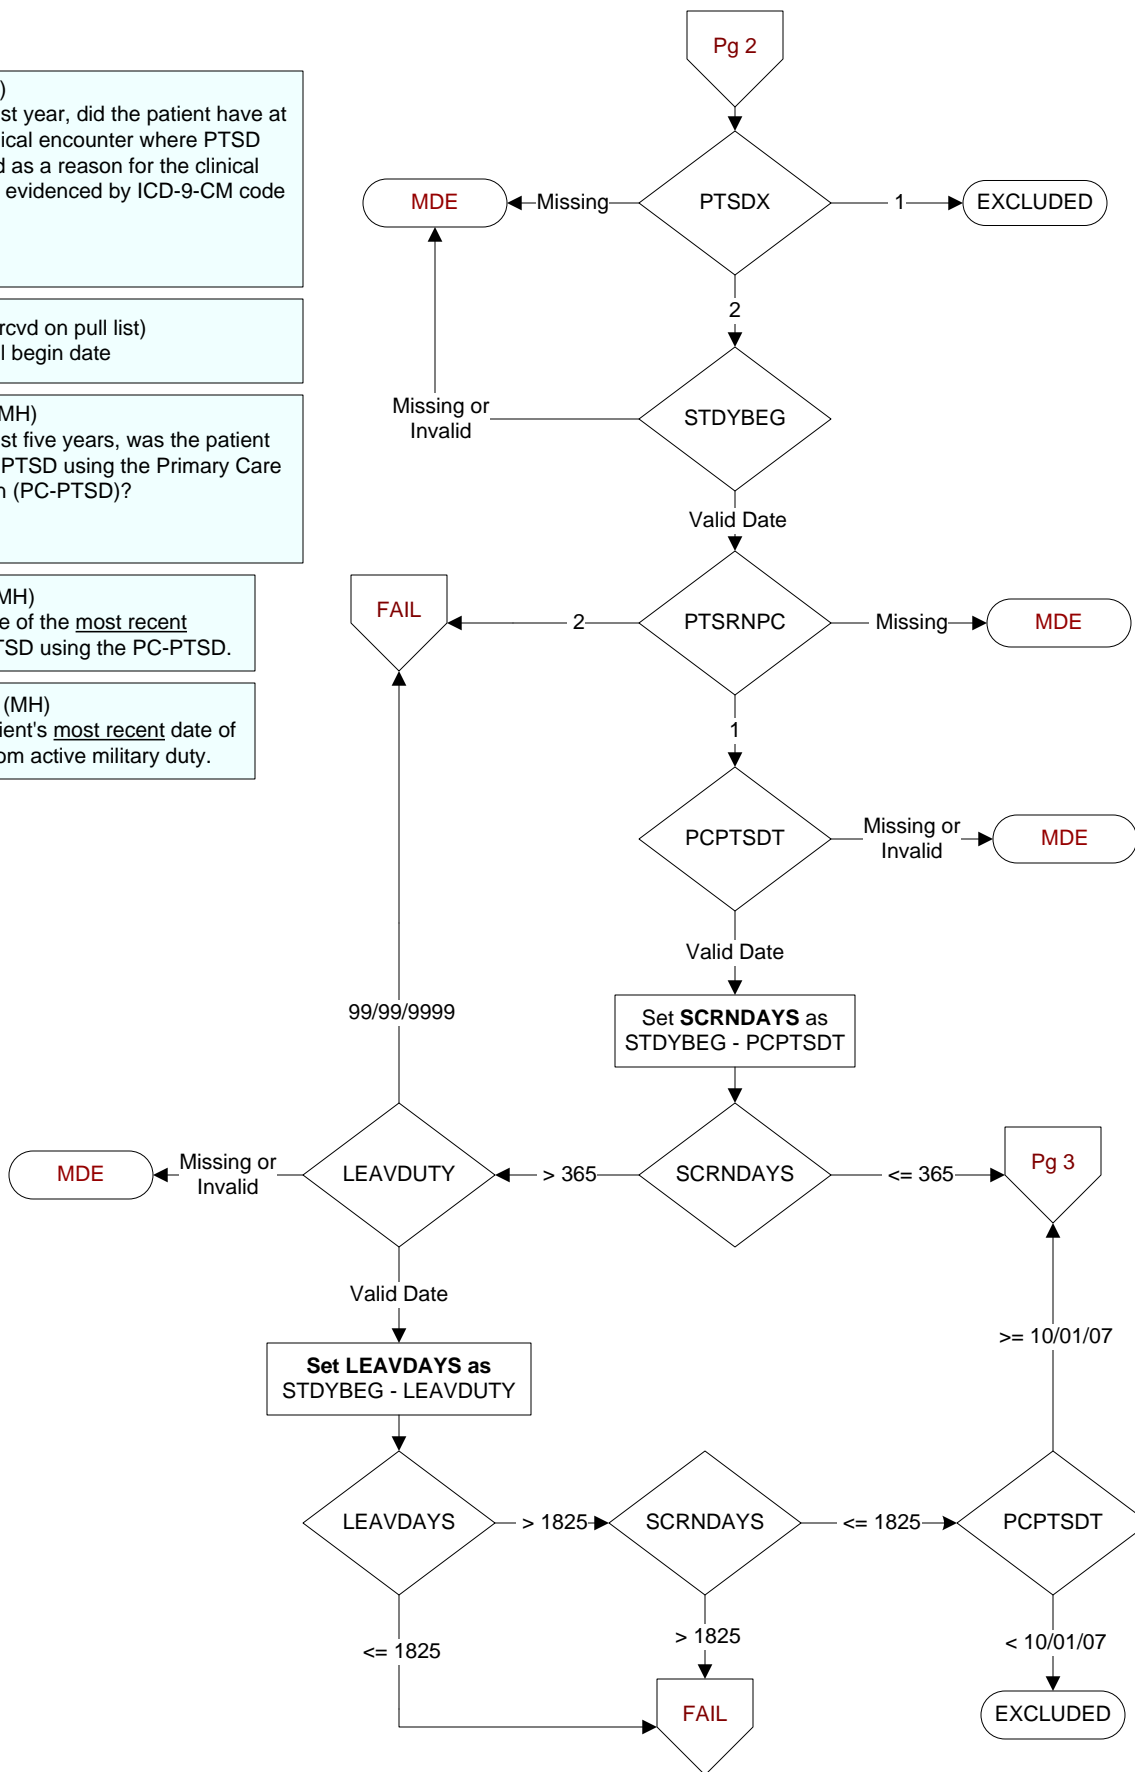 )
st year, did the patient have at
ical encounter where PTSD
d as a reason for the clinical
evidenced by ICD-9-CM code
rcvd on pull list)
l begin date
MH)
st five years, was the patient
PTSD using the Primary Care
n (PC-PTSD)?
MH)
e of the most recent
TSD using the PC-PTSD.
(MH)
ient's most recent date of
om active military duty.
Pg 2
PTSDX
Missing
MDE
1
EXCLUDED
2
STDYBEG
Missing or
Invalid
Valid Date
PTSRNPC
2
FAIL
Missing
MDE
1
PCPTSDT
Missing or
Invalid
MDE
Valid Date
99/99/9999
Set SCRNDAYS as
STDYBEG - PCPTSDT
SCRNDAYS
<= 365
Pg 3
> 365
LEAVDUTY
Missing or
Invalid
MDE
Valid Date
>= 10/01/07
Set LEAVDAYS as
STDYBEG - LEAVDUTY
LEAVDAYS
> 1825
SCRNDAYS
<= 1825
PCPTSDT
<= 1825
> 1825
< 10/01/07
FAIL
EXCLUDED